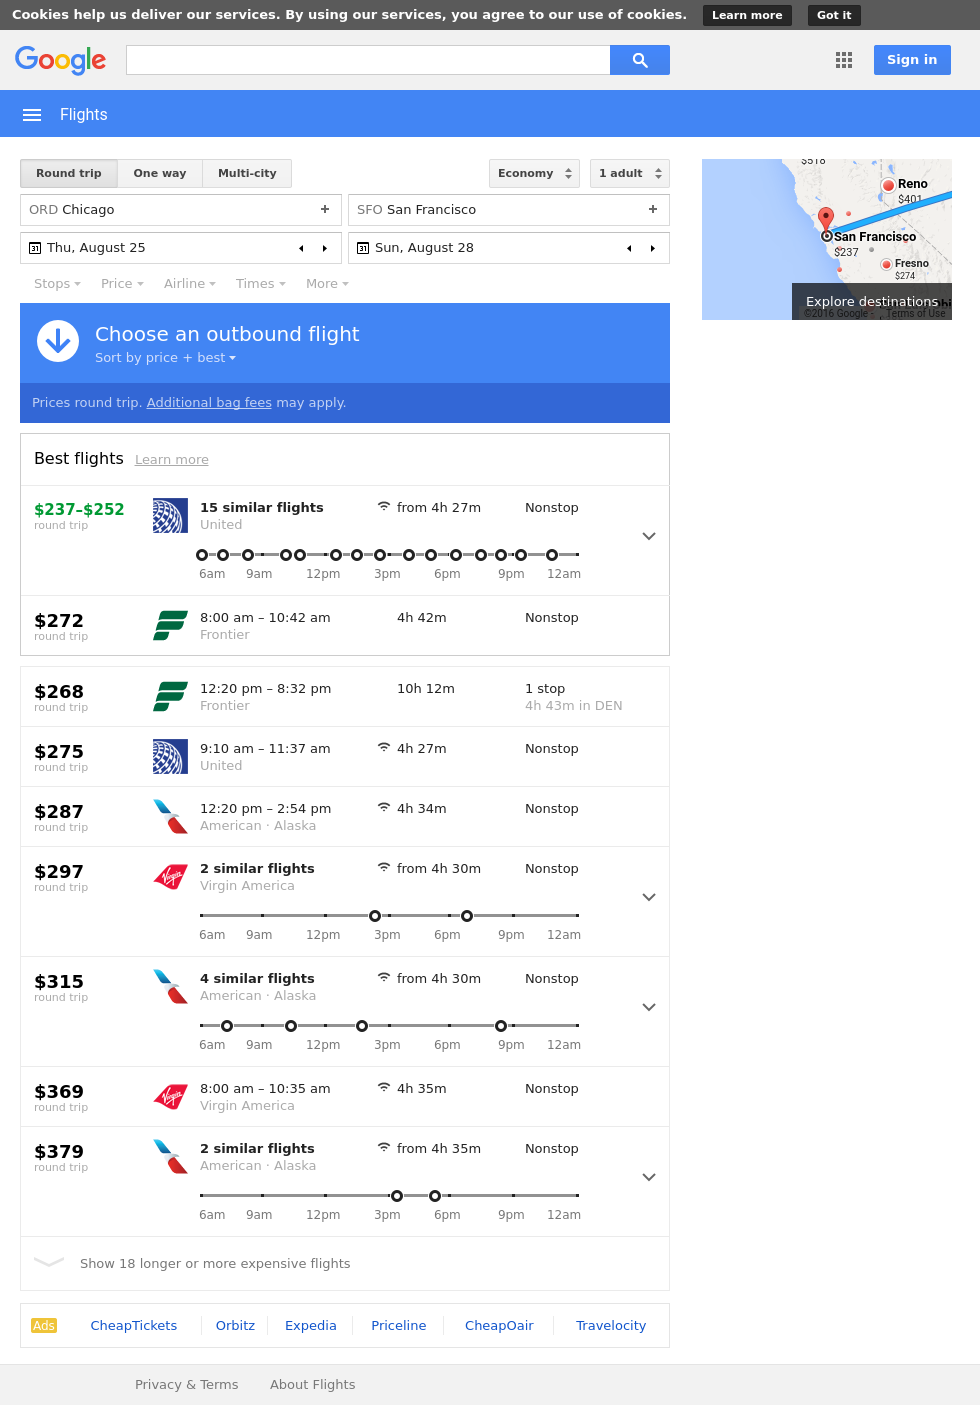 Cookies help us deliver our services. By using our services, you agree to our use of cookies. Learn more Got it
Google Sign in
Flights
Round trip One way Multi-city Economy 1 adult
ORD Chicago + SFO San Francisco +
31 Thu, August 25 31 Sun, August 28
Stops Price Airline Times More
$518
Reno
$401
San Francisco
$237
Fresno
$274
Explore destinations
©2016 Google Terms of Use
Choose an outbound flight
Sort by price + best
Prices round trip. Additional bag fees may apply.
Best flights Learn more
$237–$252 15 similar flights from 4h 27m Nonstop
round trip United
6am 9am 12pm 3pm 6pm 9pm 12am
$272 8:00 am – 10:42 am 4h 42m Nonstop
round trip Frontier
$268 12:20 pm – 8:32 pm 10h 12m 1 stop
round trip Frontier 4h 43m in DEN
$275 9:10 am – 11:37 am 4h 27m Nonstop
round trip United
$287 12:20 pm – 2:54 pm 4h 34m Nonstop
round trip American · Alaska
$297 2 similar flights from 4h 30m Nonstop
round trip Virgin America
6am 9am 12pm 3pm 6pm 9pm 12am
$315 4 similar flights from 4h 30m Nonstop
round trip American · Alaska
6am 9am 12pm 3pm 6pm 9pm 12am
$369 8:00 am – 10:35 am 4h 35m Nonstop
round trip Virgin America
$379 2 similar flights from 4h 35m Nonstop
round trip American · Alaska
6am 9am 12pm 3pm 6pm 9pm 12am
Show 18 longer or more expensive flights
Ads CheapTickets Orbitz Expedia Priceline CheapOair Travelocity
Privacy & Terms About Flights